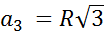 a₃ = R√3